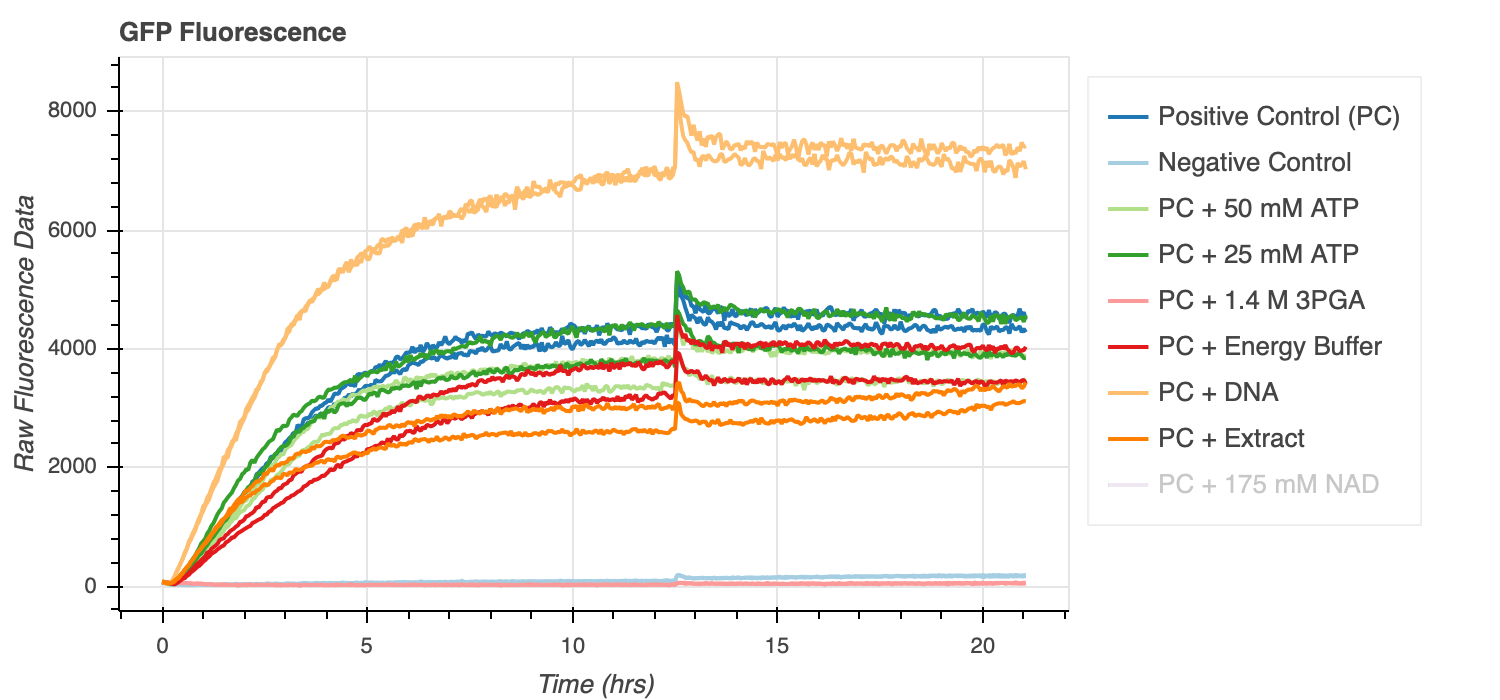 GFP Fluorescence
Raw Fluorescence Data
8000
6000
4000
2000
0
0
5
10
15
20
Time (hrs)
Positive Control (PC)
Negative Control
PC + 50 mM ATP
PC + 25 mM ATP
PC + 1.4 M 3PGA
PC + Energy Buffer
PC + DNA
PC + Extract
PC + 175 mM NAD